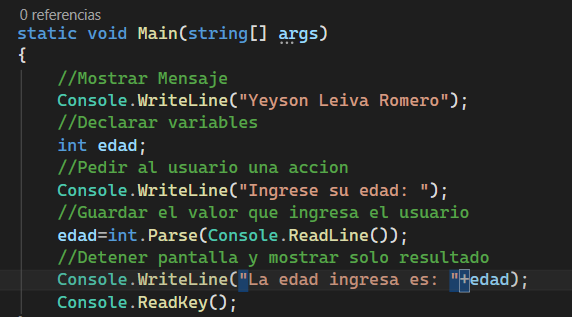 0 referencias
static void Main(string[] args)
{
//Mostrar Mensaje
Console.WriteLine("Yeyson Leiva Romero");
//Declarar variables
int edad;
//Pedir al usuario una accion
Console.WriteLine("Ingrese su edad: ");
//Guardar el valor que ingresa el usuario
edad=int.Parse(Console.ReadLine());
//Detener pantalla y mostrar solo resultado
Console.WriteLine("La edad ingresa es: "+edad);
Console.ReadKey();